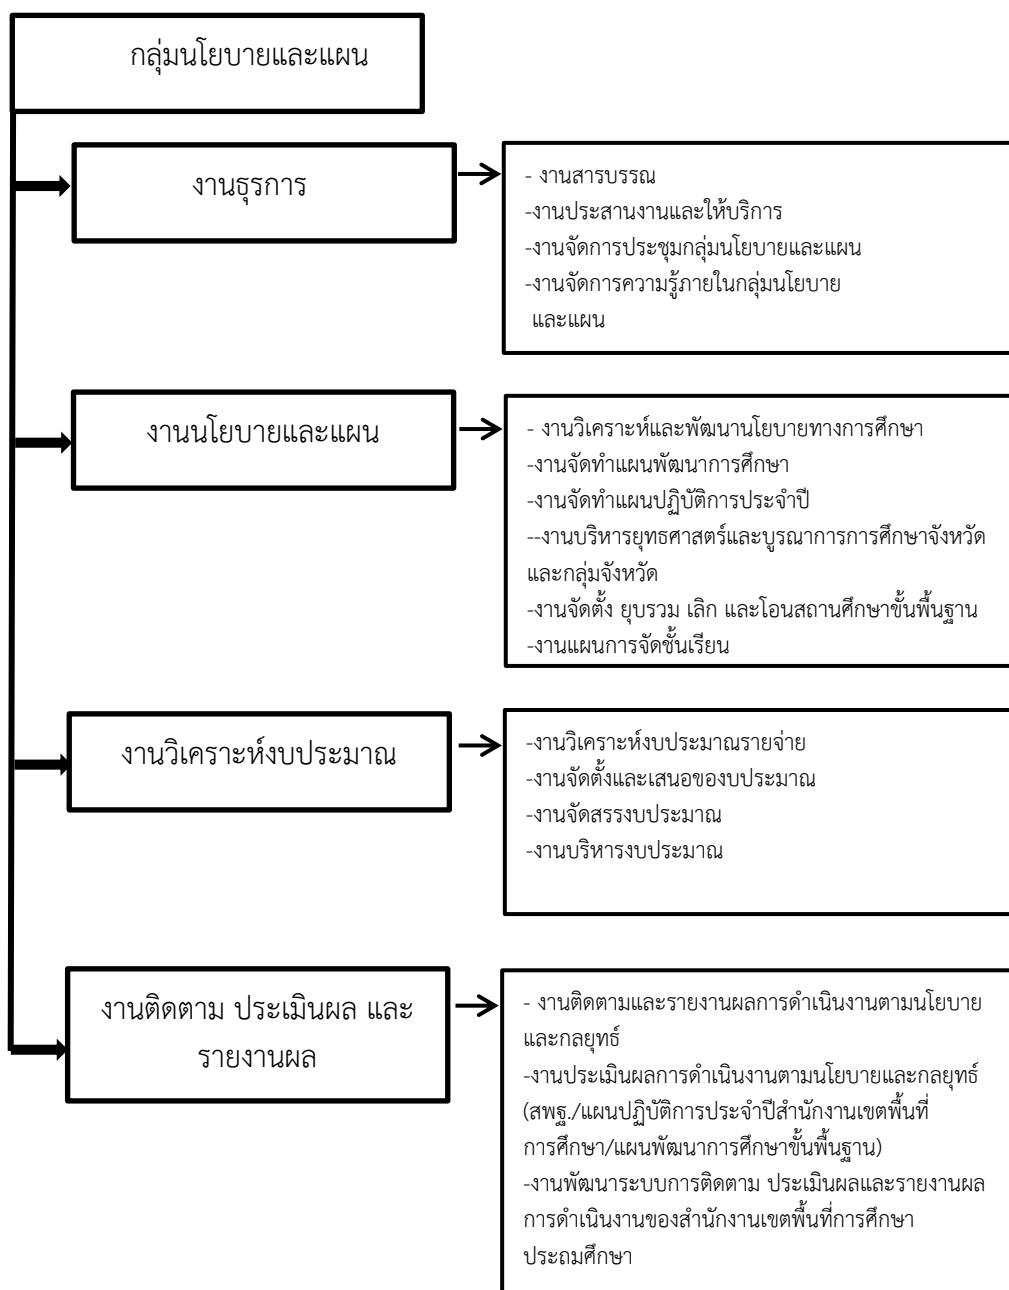 กลุ่มนโยบายและแผน
งานธุรการ
- งานสารบรรณ
-งานประสานงานและให้บริการ
-งานจัดการประชุมกลุ่มนโยบายและแผน
-งานจัดการความรู้ภายในกลุ่มนโยบาย
และแผน
งานนโยบายและแผน
- งานวิเคราะห์และพัฒนานโยบายทางการศึกษา
-งานจัดทำแผนพัฒนาการศึกษา
-งานจัดทำแผนปฏิบัติการประจำปี
--งานบริหารยุทธศาสตร์และบูรณาการการศึกษาจังหวัด
และกลุ่มจังหวัด
-งานจัดตั้ง ยุบรวม เลิก และโอนสถานศึกษาขั้นพื้นฐาน
-งานแผนการจัดชั้นเรียน
งานวิเคราะห์งบประมาณ
-งานวิเคราะห์งบประมาณรายจ่าย
-งานจัดตั้งและเสนอของบประมาณ
-งานจัดสรรงบประมาณ
-งานบริหารงบประมาณ
งานติดตาม ประเมินผล และ
รายงานผล
- งานติดตามและรายงานผลการดำเนินงานตามนโยบาย
และกลยุทธ์
-งานประเมินผลการดำเนินงานตามนโยบายและกลยุทธ์
(สพฐ./แผนปฏิบัติการประจำปีสำนักงานเขตพื้นที่
การศึกษา/แผนพัฒนาการศึกษาขั้นพื้นฐาน)
-งานพัฒนาระบบการติดตาม ประเมินผลและรายงานผล
การดำเนินงานของสำนักงานเขตพื้นที่การศึกษา
ประถมศึกษา